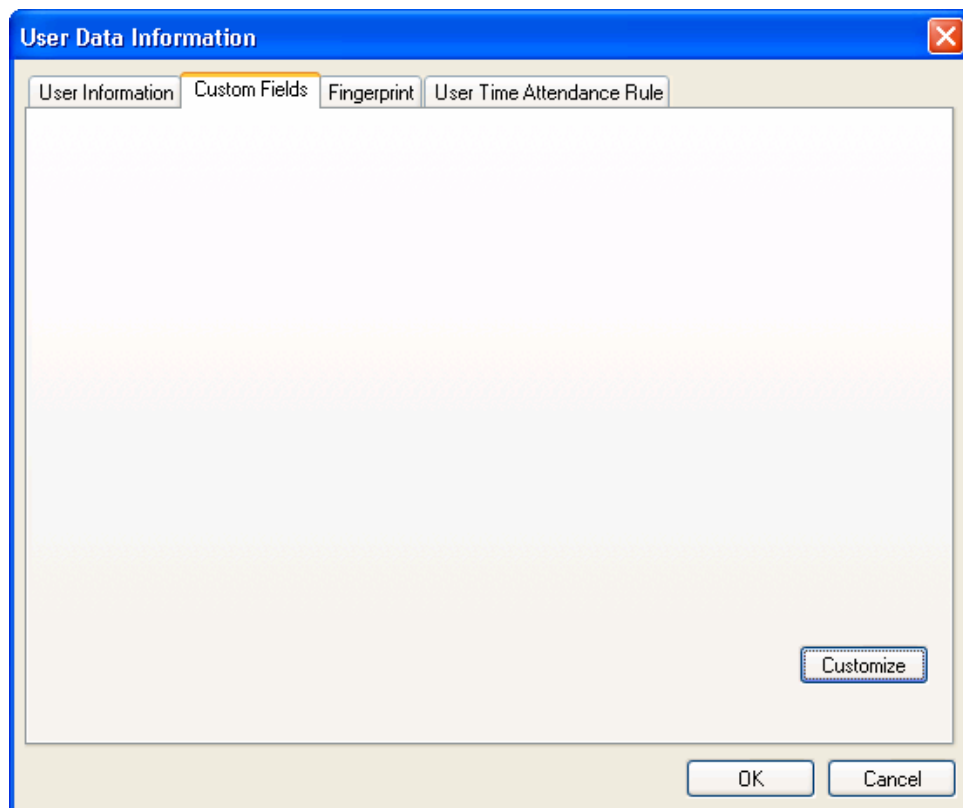 User Data Information
User Information Custom Fields Fingerprint User Time Attendance Rule
Customize
OK Cancel